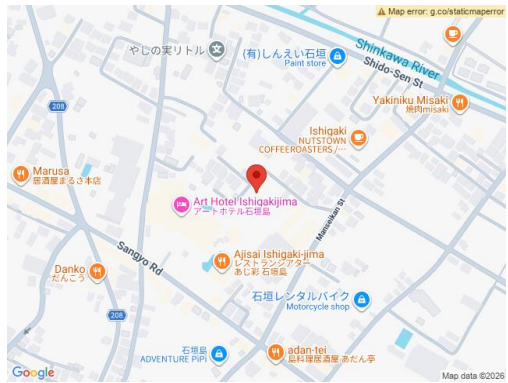 Map error: g.co/staticmaperror
Shinkawa River
やしの実リトル
(有)しんえい石垣
Paint store
Shido-Sen St
Yakiniku Misaki
焼肉misaki
208
Ishigaki
NUTSTOWN
COFFEEROASTERS /…
Marusa
居酒屋まるさ本店
Art Hotel Ishigakijima
アートホテル石垣島
Manseikan St
Sangyo Rd
Ajisai Ishigaki-jima
レストランシアター
あじ彩 石垣島
Danko
だんこう
石垣レンタルバイク
Motorcycle shop
208
石垣島
ADVENTURE PiPi
adan-tei
島料理居酒屋 あだん亭
Google
Map data ©2026